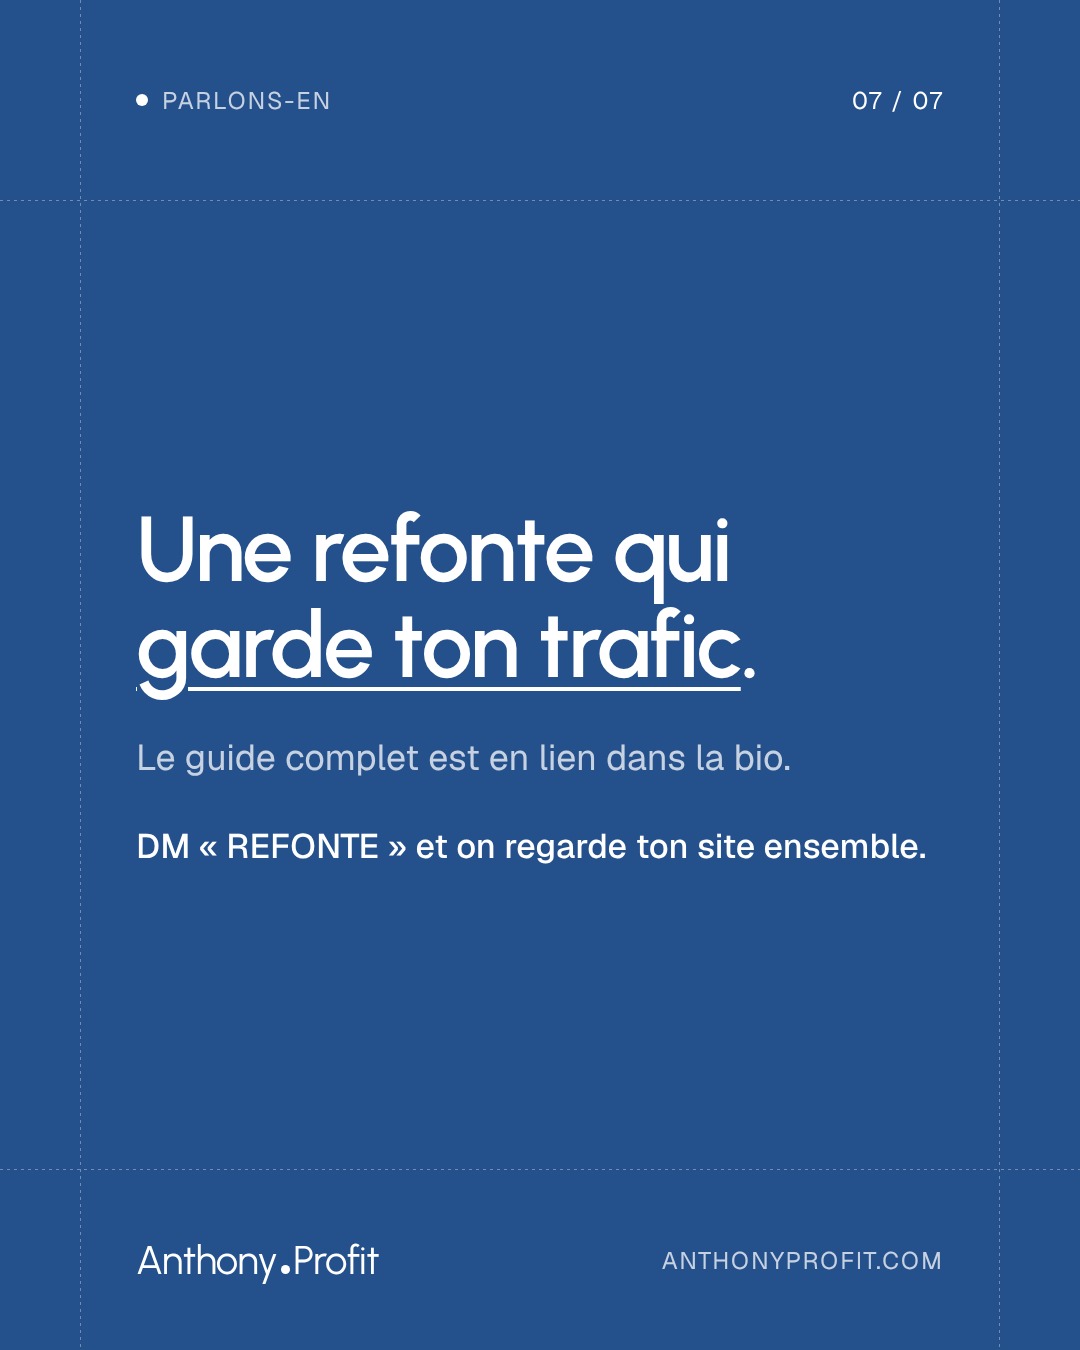 PARLONS-EN
07 / 07
Une refonte qui
garde ton trafic.
Le guide complet est en lien dans la bio.
DM « REFONTE » et on regarde ton site ensemble.
Anthony.Profit
ANTHONYPROFIT.COM